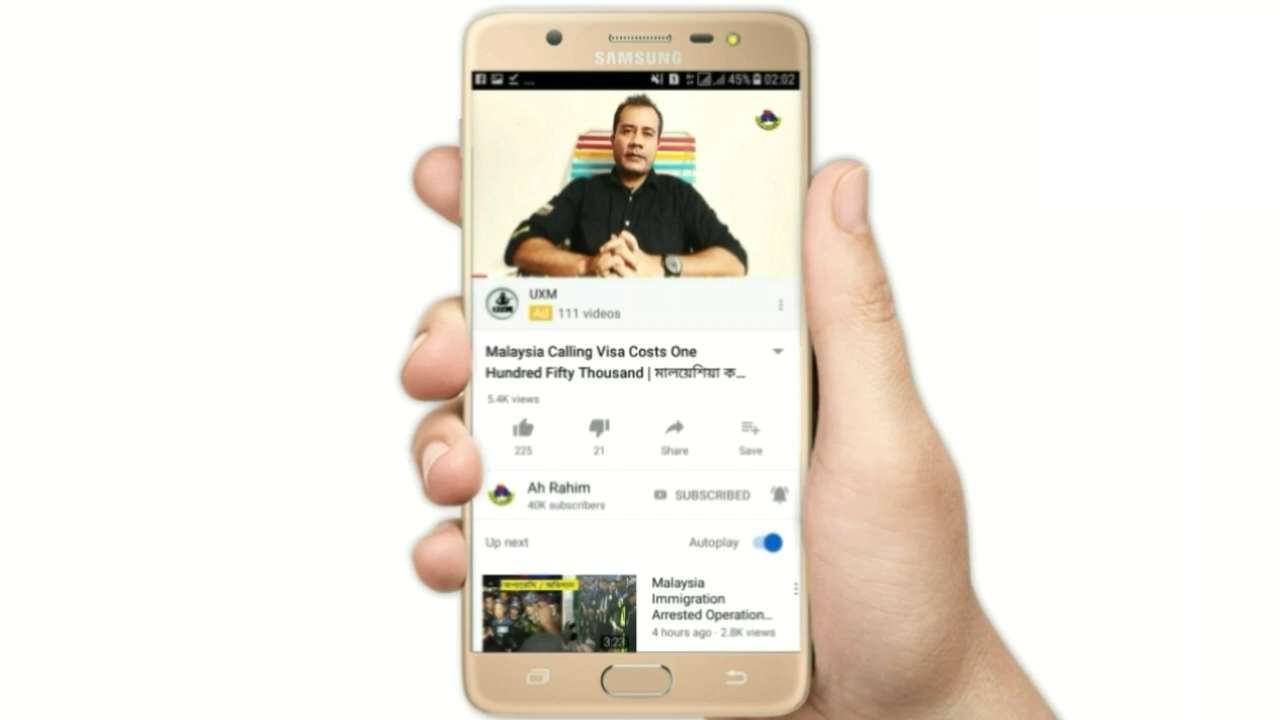 SAMSUNG
45% 02:02
UXM
Ad 111 videos
Malaysia Calling Visa Costs One
Hundred Fifty Thousand | মালয়েশিয়া ক...
5.4K views
225 21 Share Save
Ah Rahim
SUBSCRIBED
40K subscribers
Up next
Autoplay
Malaysia
Immigration
Arrested Operation...
4 hours ago · 2.8K views
3:23